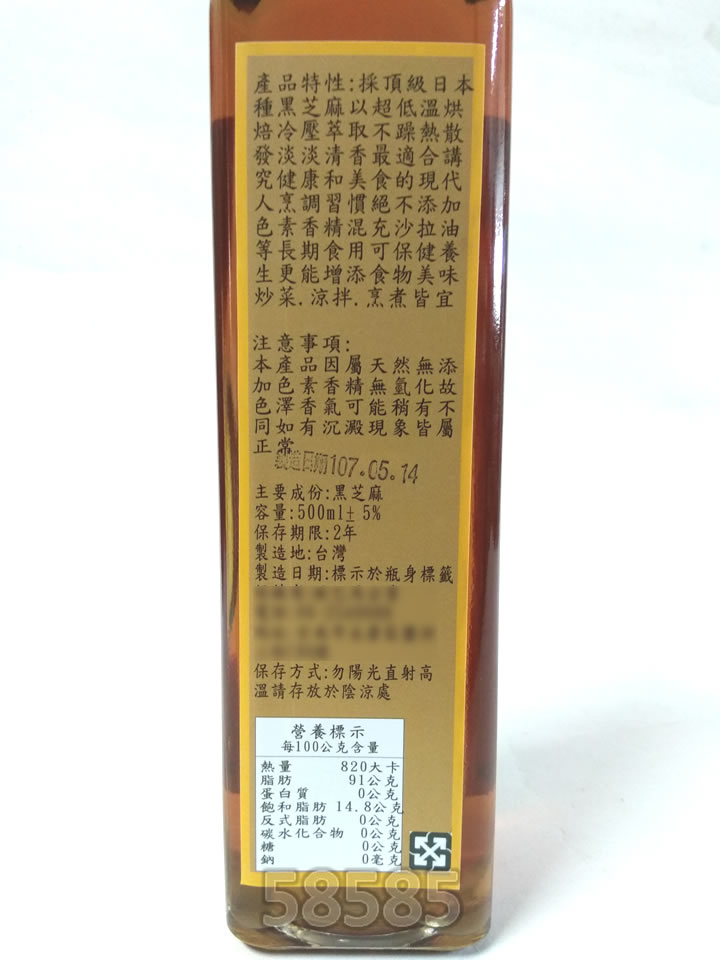 產品特性:採頂級日本
種黑芝麻以超低溫烘
焙冷壓萃取不躁熱散
發淡淡清香最適合講
究健康和美食的現代
人烹調習慣絕不添加
色素香精混充沙拉油
等長期食用可保健養
生更能增添食物美味
炒菜.涼拌.烹煮皆宜
注意事項:
本產品因屬天然無添
加色素香精無氫化故
色澤香氣可能稍有不
同如有沉澱現象皆屬
正常
製造日期107.05.14
主要成份:黑芝麻
容量:500ml± 5%
保存期限:2年
製造地:台灣
製造日期:標示於瓶身標籤
保存方式:勿陽光直射高
溫請存放於陰涼處
營養標示
每100公克含量
熱量 820大卡
脂肪 91公克
蛋白質 0公克
飽和脂肪 14.8公克
反式脂肪 0公克
碳水化合物 0公克
糖 0公克
鈉 0毫克
58585